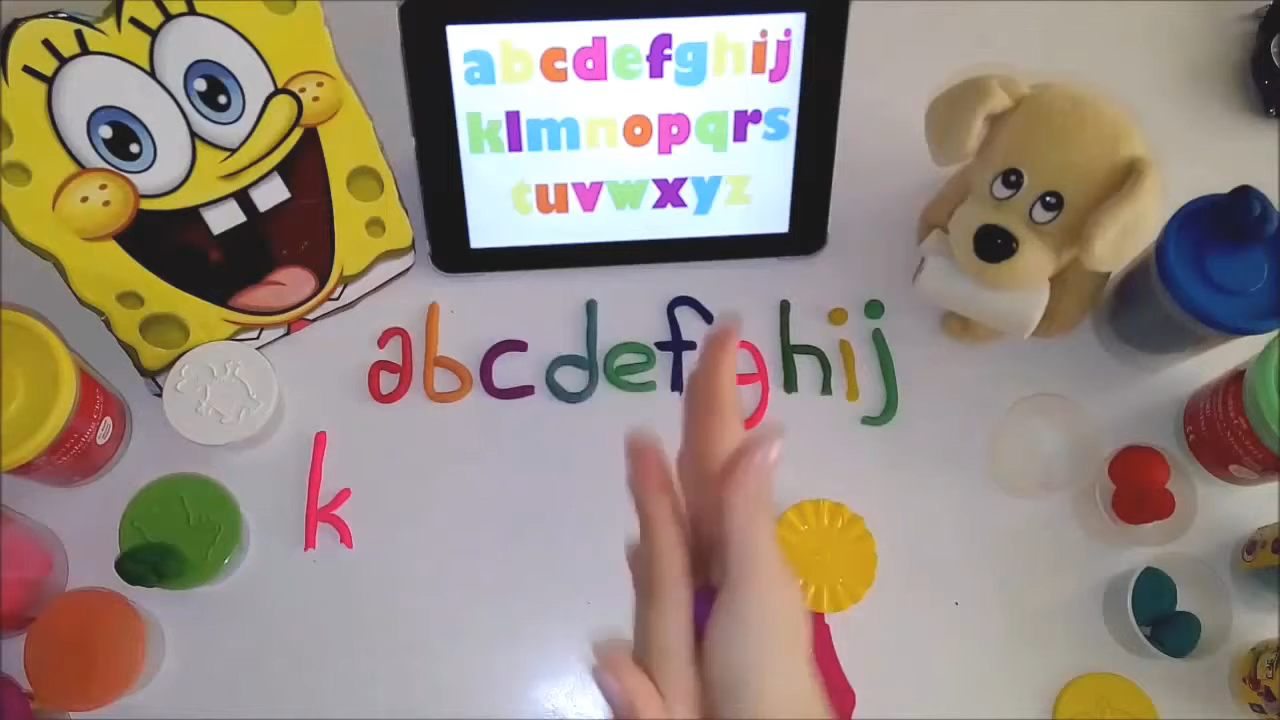 abcdefghij
klmnopqrs
tuvwxyz
abcdefghij
k